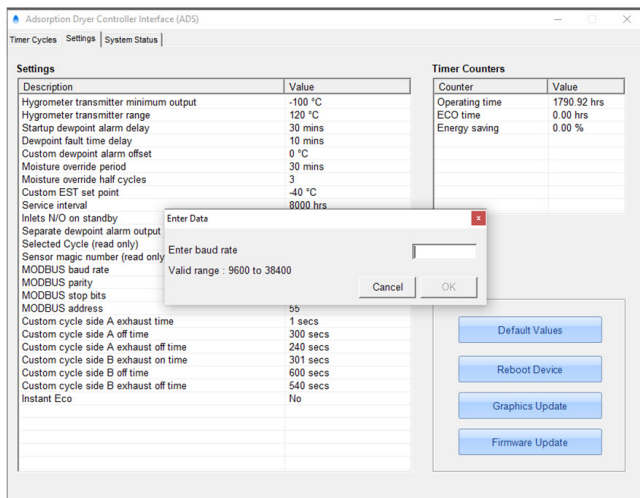 Adsorption Dryer Controller Interface (ADS)
Timer Cycles Settings System Status
Settings
Description Value
Hygrometer transmitter minimum output -100 °C
Hygrometer transmitter range 120 °C
Startup dewpoint alarm delay 30 mins
Dewpoint fault time delay 10 mins
Custom dewpoint alarm offset 0 °C
Moisture override period 30 mins
Moisture override half cycles 3
Custom EST set point -40 °C
Service interval 8000 hrs
Inlets N/O on standby
Separate dewpoint alarm output
Selected Cycle (read only)
Sensor magic number (read only
MODBUS baud rate
MODBUS parity
MODBUS stop bits
MODBUS address 55
Custom cycle side A exhaust time 1 secs
Custom cycle side A off time 300 secs
Custom cycle side A exhaust off time 240 secs
Custom cycle side B exhaust on time 301 secs
Custom cycle side B off time 600 secs
Custom cycle side B exhaust off time 540 secs
Instant Eco No
Timer Counters
Counter Value
Operating time 1790.92 hrs
ECO time 0.00 hrs
Energy saving 0.00 %
Enter Data
Enter baud rate
Valid range : 9600 to 38400
Cancel OK
Default Values
Reboot Device
Graphics Update
Firmware Update